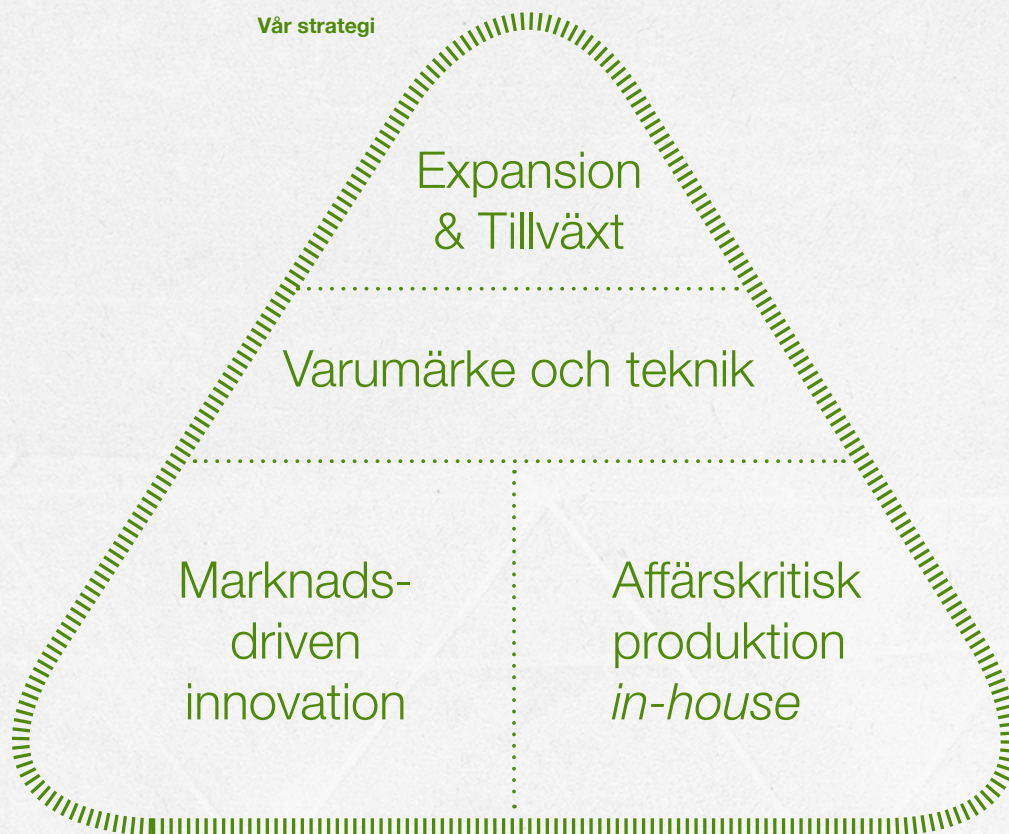 Vår strategi
Expansion
& Tillväxt
Varumärke och teknik
Marknads-
driven
innovation
Affärskritisk
produktion
in-house